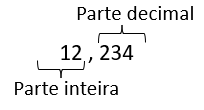 Parte decimal
12,234
Parte inteira